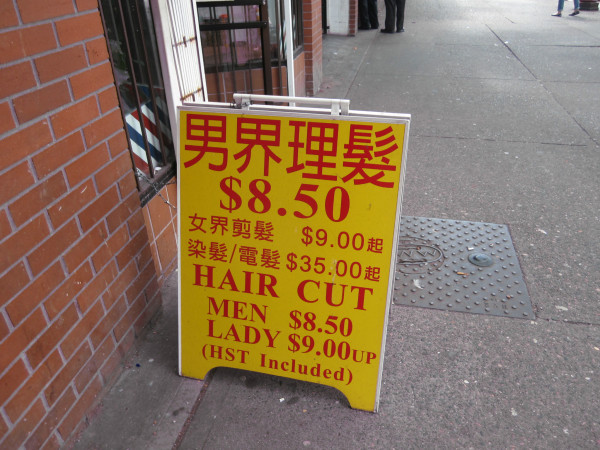 男界理髮
$8.50
女界剪髮 $9.00起
染髮/電髮 $35.00起
HAIR CUT
MEN $8.50
LADY $9.00UP
(HST Included)